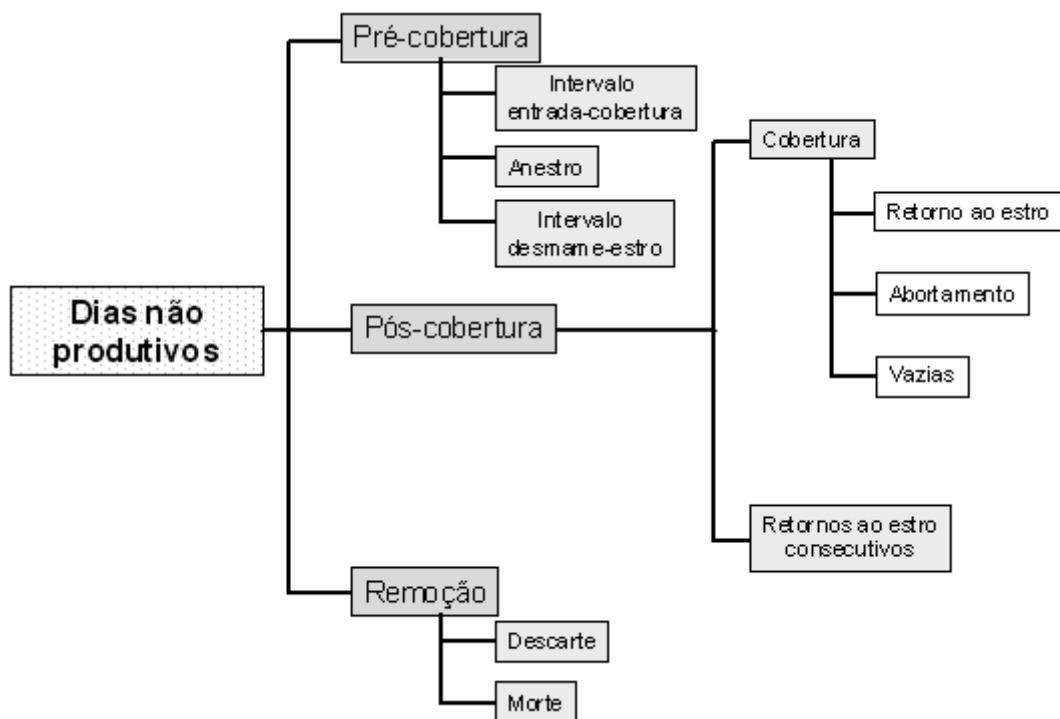 Dias não
produtivos
Pré-cobertura
Intervalo
entrada-cobertura
Anestro
Intervalo
desmame-estro
Pós-cobertura
Cobertura
Retorno ao estro
Abortamento
Vazias
Retornos ao estro
consecutivos
Remoção
Descarte
Morte